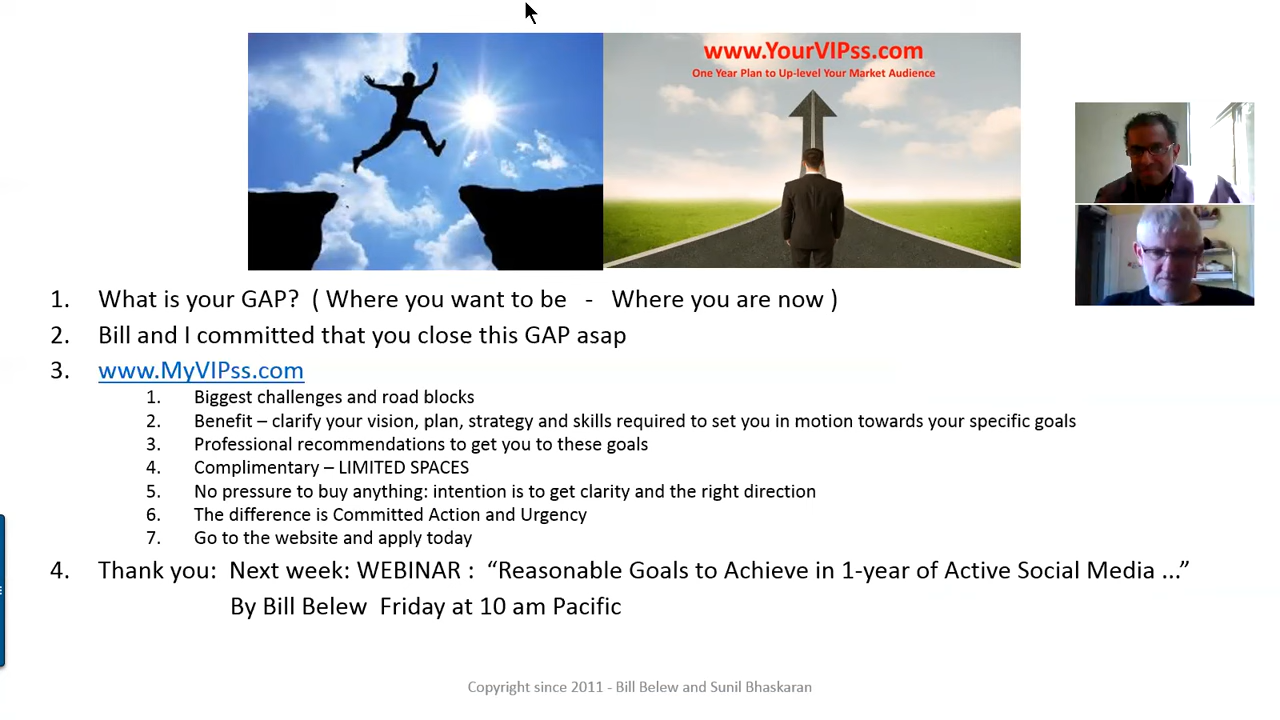 www.YourVIPss.com
One Year Plan to Up-level Your Market Audience
1. What is your GAP? ( Where you want to be - Where you are now )
2. Bill and I committed that you close this GAP asap
3. www.MyVIPss.com
1. Biggest challenges and road blocks
2. Benefit – clarify your vision, plan, strategy and skills required to set you in motion towards your specific goals
3. Professional recommendations to get you to these goals
4. Complimentary – LIMITED SPACES
5. No pressure to buy anything: intention is to get clarity and the right direction
6. The difference is Committed Action and Urgency
7. Go to the website and apply today
4. Thank you: Next week: WEBINAR : “Reasonable Goals to Achieve in 1-year of Active Social Media ...”
By Bill Belew Friday at 10 am Pacific
Copyright since 2011 - Bill Belew and Sunil Bhaskaran